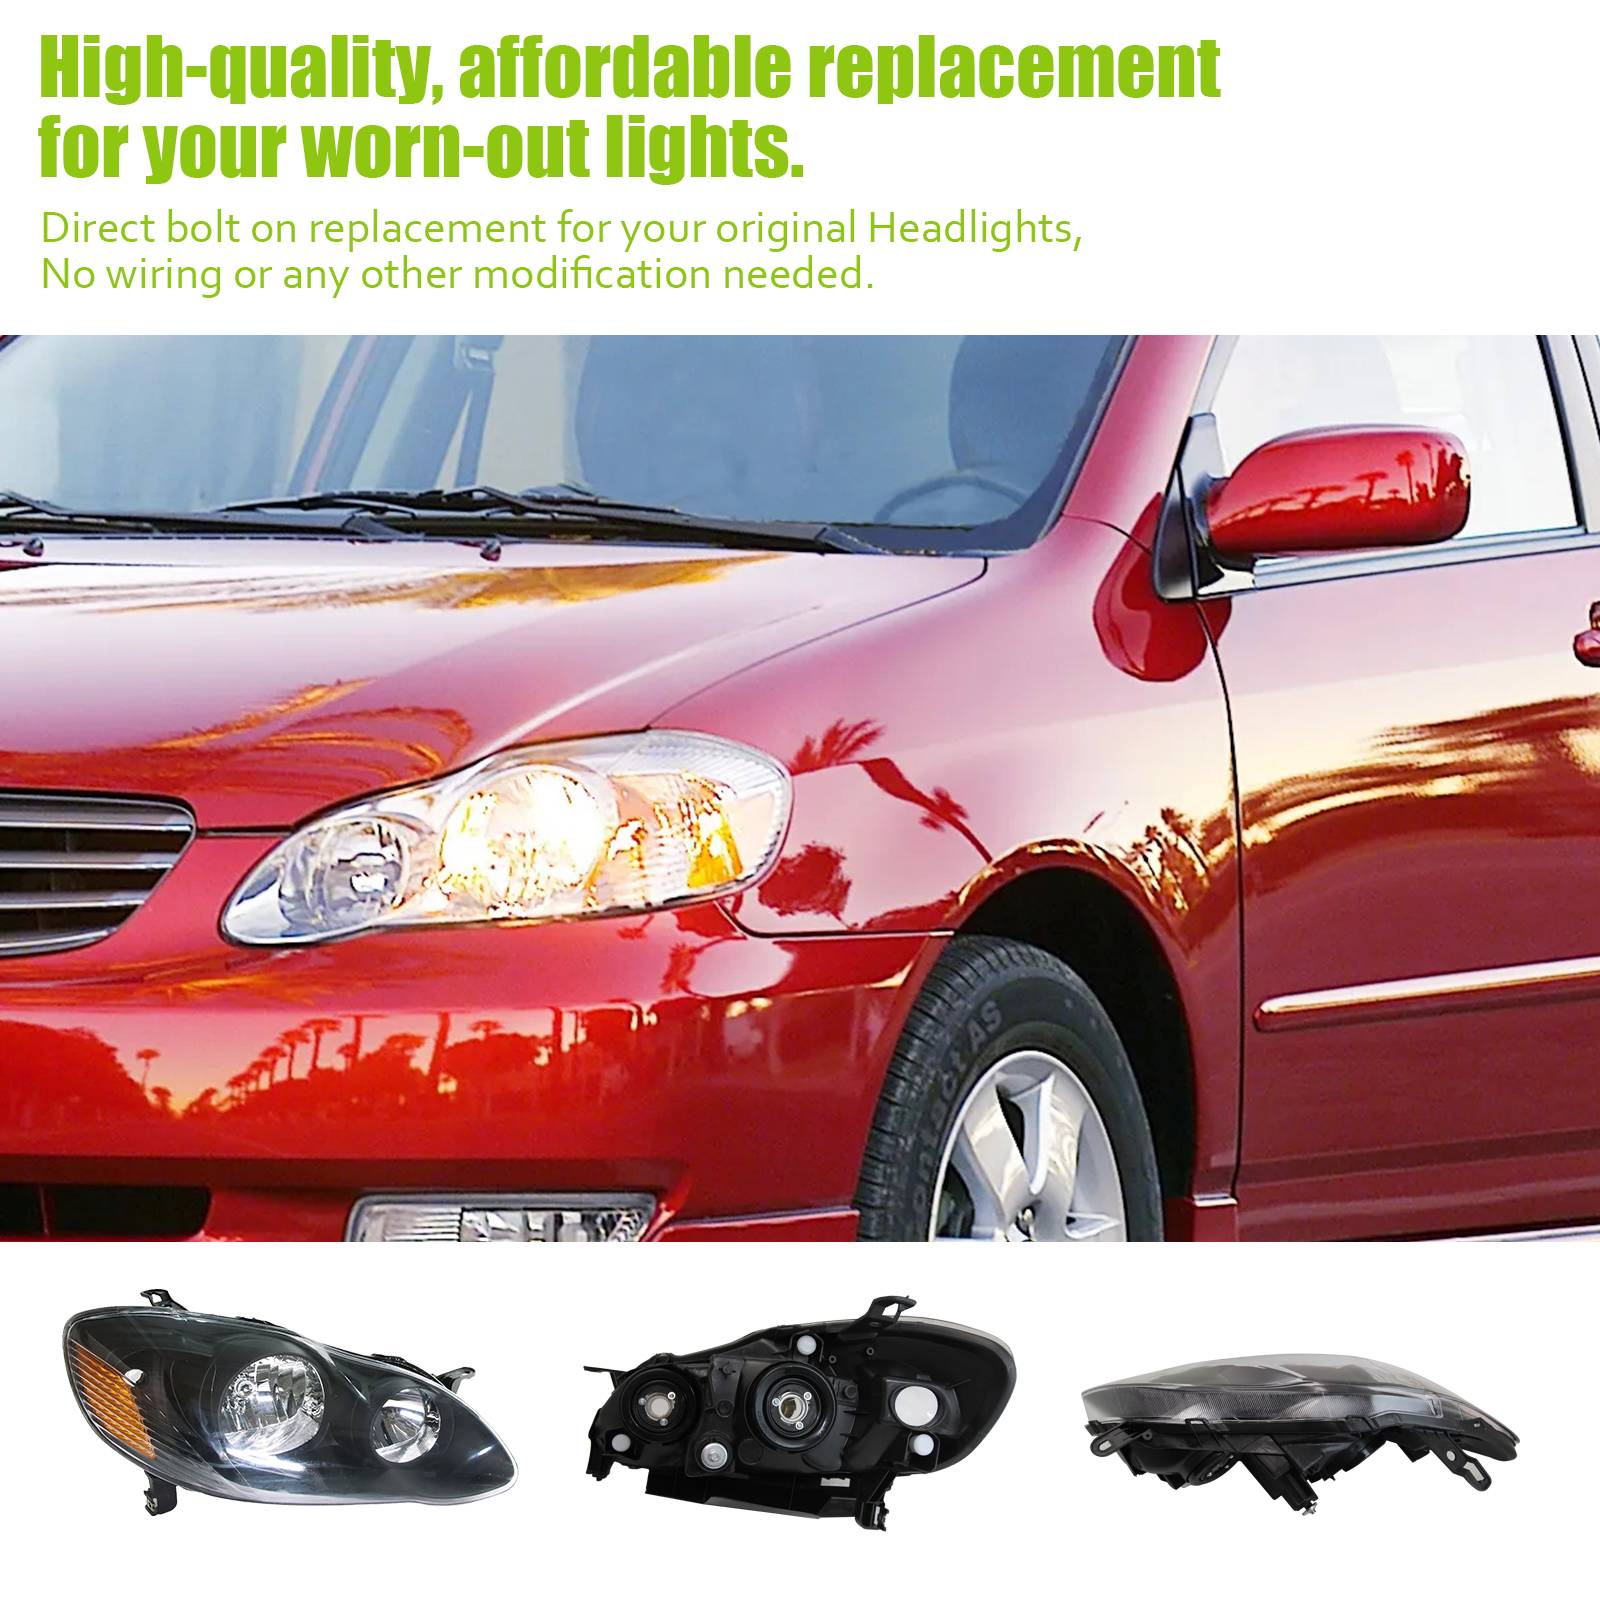 High-quality, affordable replacement
for your worn-out lights.
Direct bolt on replacement for your original Headlights,
No wiring or any other modification needed.